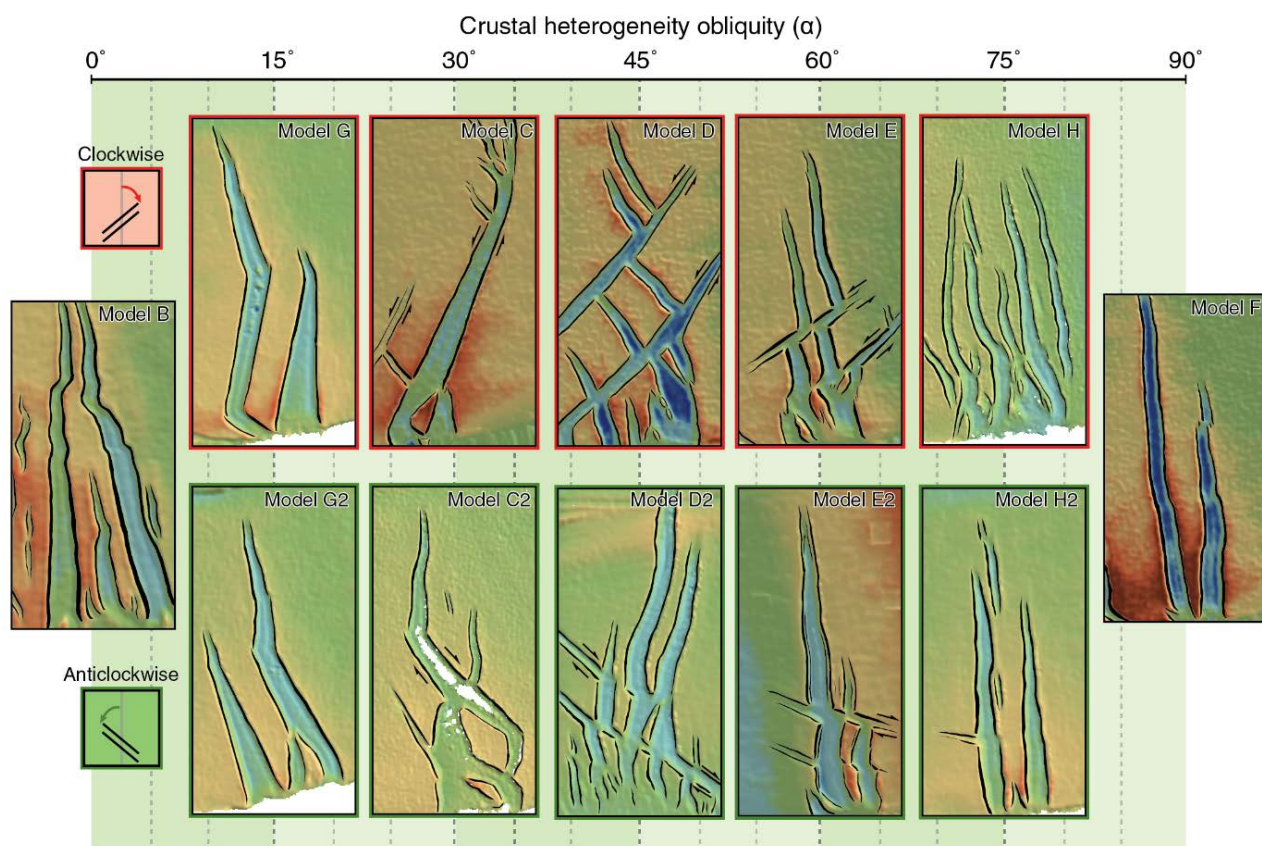 Crustal heterogeneity obliquity (α)
0° 15° 30° 45° 60° 75° 90°
Clockwise
Model G
Model C
Model D
Model E
Model H
Model B
Model F
Anticlockwise
Model G2
Model C2
Model D2
Model E2
Model H2